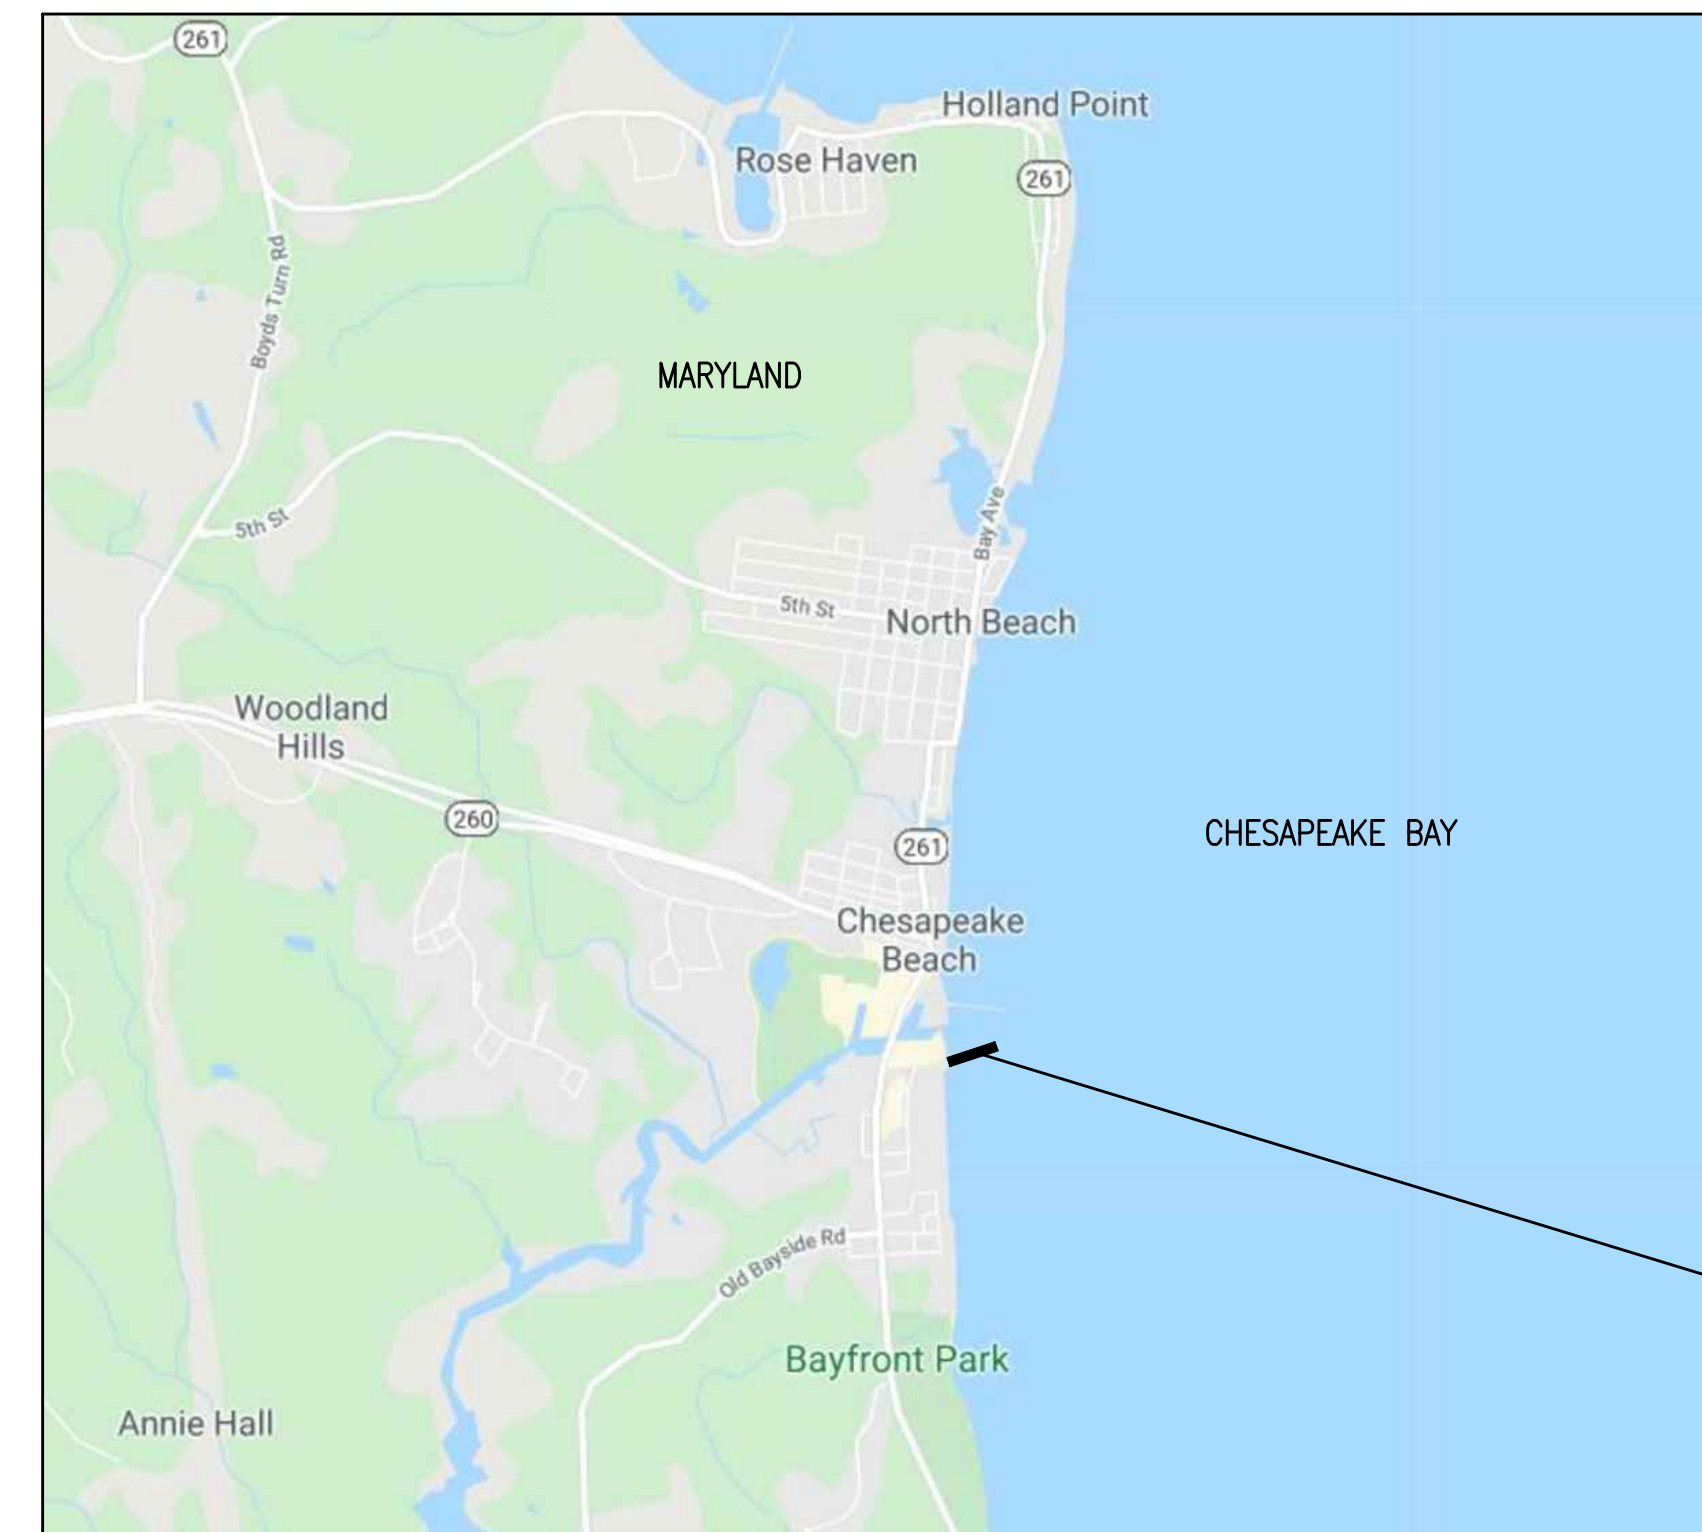 261
Holland Point
Rose Haven
261
Boyds Turn Rd
MARYLAND
5th St
Bay Ave
5th St
North Beach
Woodland
Hills
260
261
CHESAPEAKE BAY
Chesapeake
Beach
Old Bayside Rd
Bayfront Park
Annie Hall